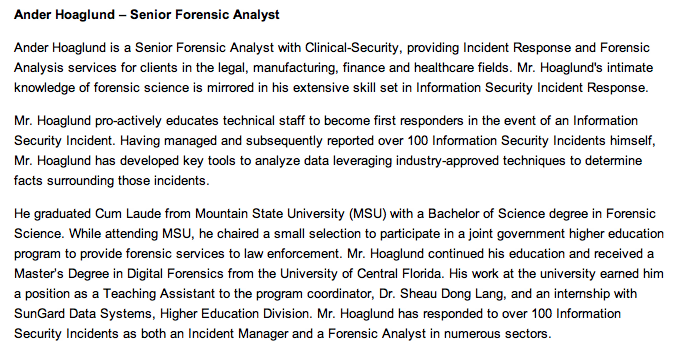 Ander Hoaglund – Senior Forensic Analyst
Ander Hoaglund is a Senior Forensic Analyst with Clinical-Security, providing Incident Response and Forensic
Analysis services for clients in the legal, manufacturing, finance and healthcare fields. Mr. Hoaglund's intimate
knowledge of forensic science is mirrored in his extensive skill set in Information Security Incident Response.
Mr. Hoaglund pro-actively educates technical staff to become first responders in the event of an Information
Security Incident. Having managed and subsequently reported over 100 Information Security Incidents himself,
Mr. Hoaglund has developed key tools to analyze data leveraging industry-approved techniques to determine
facts surrounding those incidents.
He graduated Cum Laude from Mountain State University (MSU) with a Bachelor of Science degree in Forensic
Science. While attending MSU, he chaired a small selection to participate in a joint government higher education
program to provide forensic services to law enforcement. Mr. Hoaglund continued his education and received a
Master's Degree in Digital Forensics from the University of Central Florida. His work at the university earned him
a position as a Teaching Assistant to the program coordinator, Dr. Sheau Dong Lang, and an internship with
SunGard Data Systems, Higher Education Division. Mr. Hoaglund has responded to over 100 Information
Security Incidents as both an Incident Manager and a Forensic Analyst in numerous sectors.